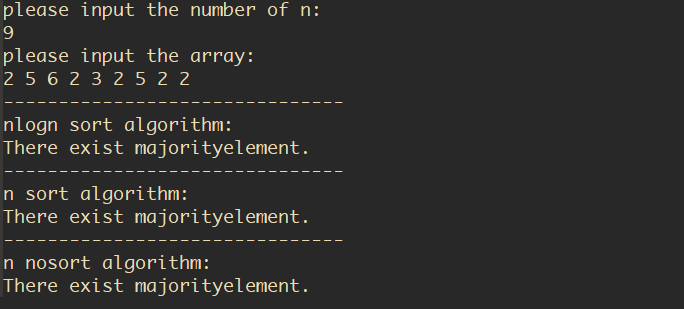 please input the number of n:
9
please input the array:
2 5 6 2 3 2 5 2 2
-------------------------------
nlogn sort algorithm:
There exist majorityelement.
-------------------------------
n sort algorithm:
There exist majorityelement.
-------------------------------
n nosort algorithm:
There exist majorityelement.